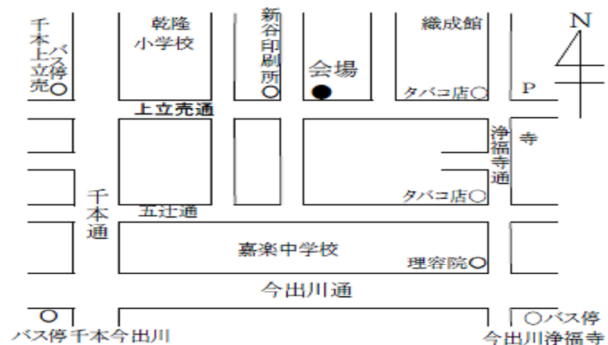 千本上立売
バス停
乾隆
小学校
新谷印刷所
会場
織成館
タバコ店
N
P
上立売通
浄福寺通
寺
タバコ店
千本通
五辻通
嘉楽中学校
理容院
今出川通
バス停千本今出川
バス停
今出川浄福寺